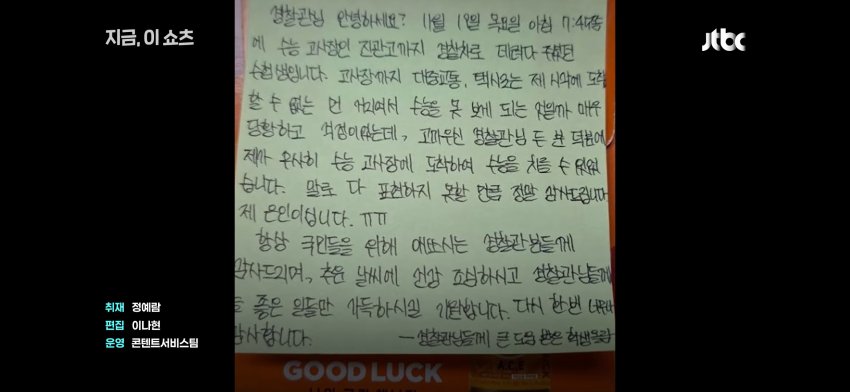 지금, 이 쇼츠
jtbc
경찰관님 안녕하세요? 11월 19일 목요일 아침 7:45쯤
에 수능 고사장인 진관고까지 경찰차로 데려다 주셨던
수험생입니다. 고사장까지 대중교통, 택시로는 제 시각에 도착
할 수 없는 먼 거리여서 수능을 못 보게 되는 것일까 매우
당황하고 걱정이었는데, 고마우신 경찰관님 두 분 덕분에
제가 무사히 수능 고사장에 도착하여 수능을 치를 수 있었
습니다. 말로 다 표현하지 못할 만큼 정말 감사드립니다
제 은인이십니다. ㅠㅠ
항상 국민들을 위해 애쓰시는 경찰관님들께
감사드리며, 추운 날씨에 건강 조심하시고 경찰관님들께
늘 좋은 일들만 가득하시길 기원합니다. 다시 한번 너무나
감사합니다. - 경찰관님들께 큰 도움 받은 학생 올림
취재 정예람
편집 이나현
운영 콘텐트서비스팀
GOOD LUCK
A.C.E